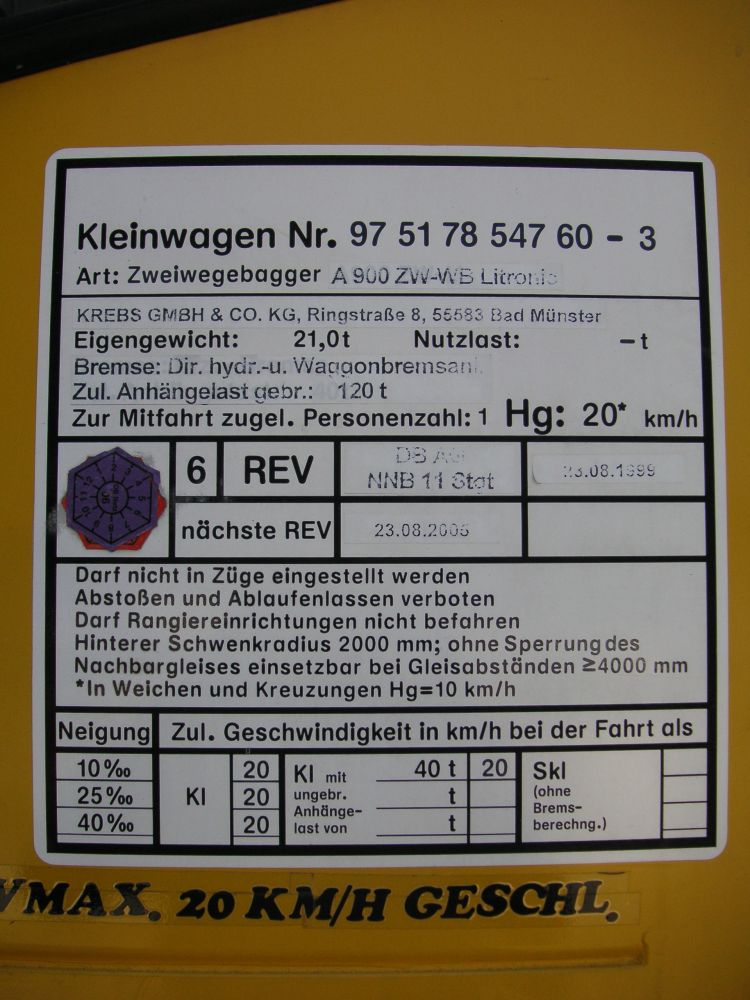 Kleinwagen Nr. 97 51 78 547 60 - 3
Art: Zweiwegebagger A 900 ZW-WB Litronic
KREBS GMBH & CO. KG, Ringstraße 8, 55583 Bad Münster
Eigengewicht: 21,0t Nutzlast: -t
Bremse: Dir. hydr.-u. Waggonbremsanl.
Zul. Anhängelast gebr.: 120 t
Zur Mitfahrt zugel. Personenzahl: 1 Hg: 20* km/h
6 REV DB AG NNB 11 Stgt 23.08.1999
nächste REV 23.08.2005
Darf nicht in Züge eingestellt werden
Abstoßen und Ablaufenlassen verboten
Darf Rangiereinrichtungen nicht befahren
Hinterer Schwenkradius 2000 mm; ohne Sperrung des
Nachbargleises einsetzbar bei Gleisabständen ≥4000 mm
*In Weichen und Kreuzungen Hg=10 km/h
Neigung Zul. Geschwindigkeit in km/h bei der Fahrt als
10‰ Kl 20 Kl mit 40 t 20 Skl
25‰ 20 ungebr. t (ohne
Anhänge- Brems-
40‰ 20 last von t berechng.)
VMAX. 20 KM/H GESCHL.